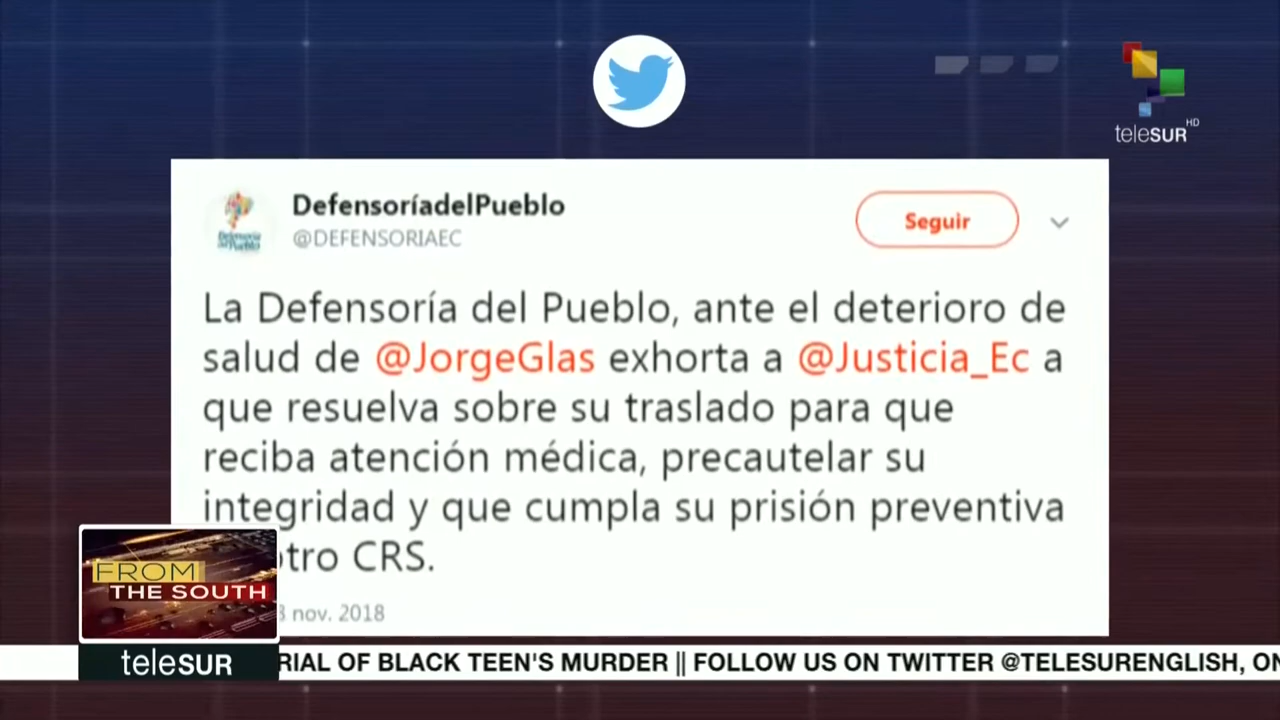 teleSUR HD
DefensoríadelPueblo
@DEFENSORIAEC
Seguir
La Defensoría del Pueblo, ante el deterioro de
salud de @JorgeGlas exhorta a @Justicia_Ec a
que resuelva sobre su traslado para que
reciba atención médica, precautelar su
integridad y que cumpla su prisión preventiva
otro CRS.
nov. 2018
FROM
THE SOUTH
teleSUR
RIAL OF BLACK TEEN'S MURDER || FOLLOW US ON TWITTER @TELESURENGLISH, ON